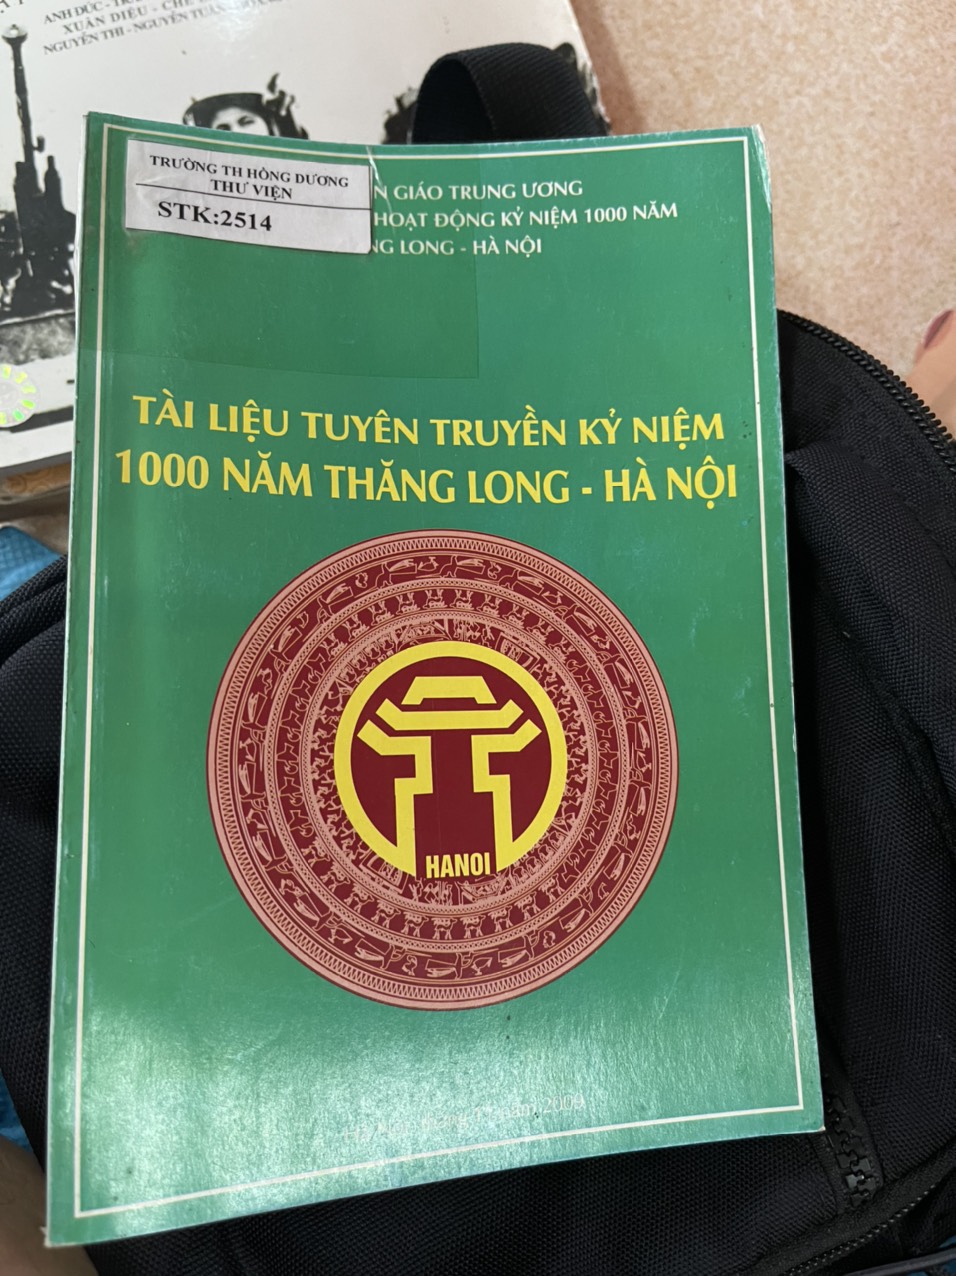 XUÂN DIỆU - CHẾ
NGUYỄN THI - NGUYỄN TUÂN
TRƯỜNG TH HỒNG DƯƠNG
THƯ VIỆN
STK:2514
GIÁO TRUNG ƯƠNG
HOẠT ĐỘNG KỶ NIỆM 1000 NĂM
LONG - HÀ NỘI
TÀI LIỆU TUYÊN TRUYỀN KỶ NIỆM
1000 NĂM THĂNG LONG - HÀ NỘI
HANOI
năm 2009